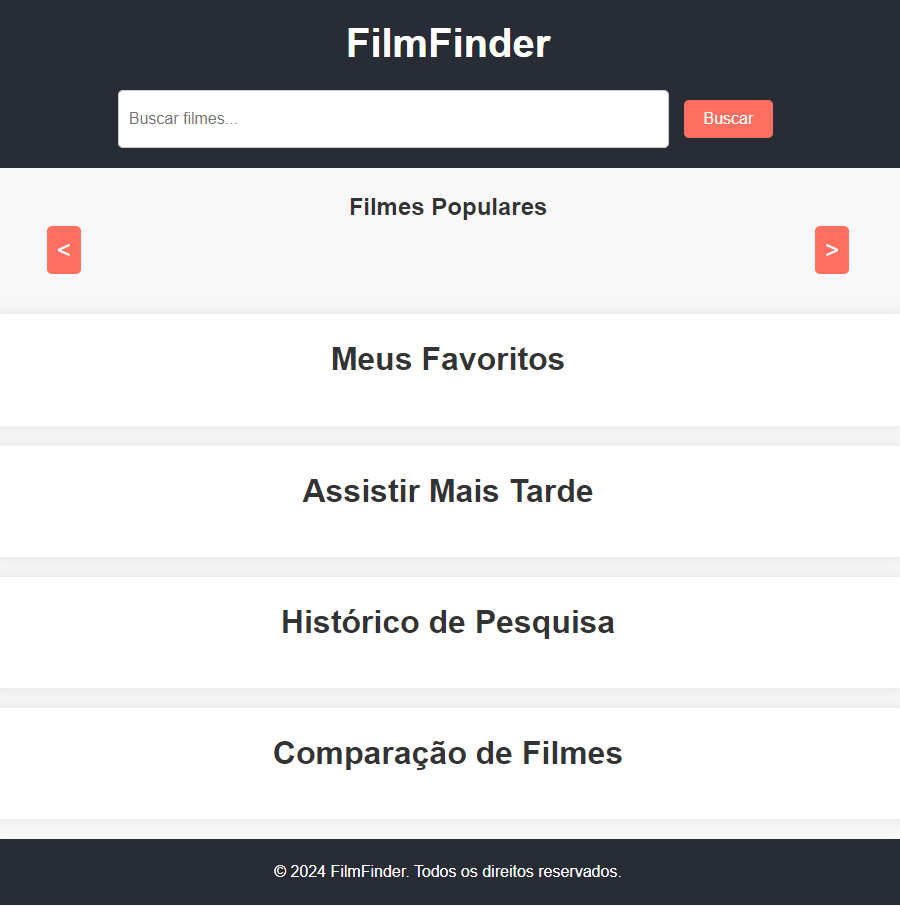 FilmFinder
Buscar filmes...
Buscar
Filmes Populares
< >
Meus Favoritos
Assistir Mais Tarde
Histórico de Pesquisa
Comparação de Filmes
© 2024 FilmFinder. Todos os direitos reservados.